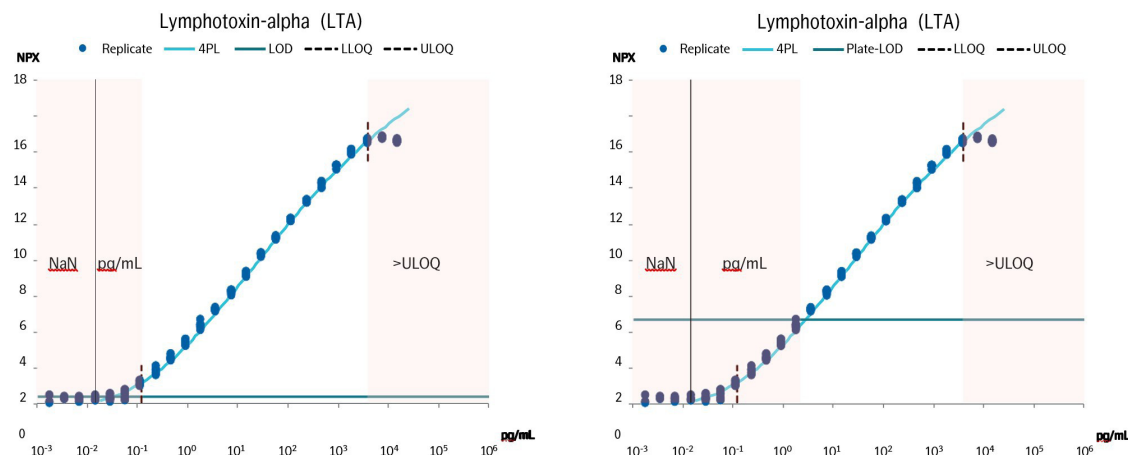 Lymphotoxin-alpha (LTA)
Replicate 4PL LOD LLOQ ULOQ
NPX
18
16
14
12
10
8
6
4
2
0
NaN pg/mL >ULOQ
10-3 10-2 10-1 100 101 102 103 104 105 106 pg/mL
Lymphotoxin-alpha (LTA)
Replicate 4PL Plate-LOD LLOQ ULOQ
NPX
18
16
14
12
10
8
6
4
2
0
NaN pg/mL >ULOQ
10-3 10-2 10-1 100 101 102 103 104 105 106 pg/mL